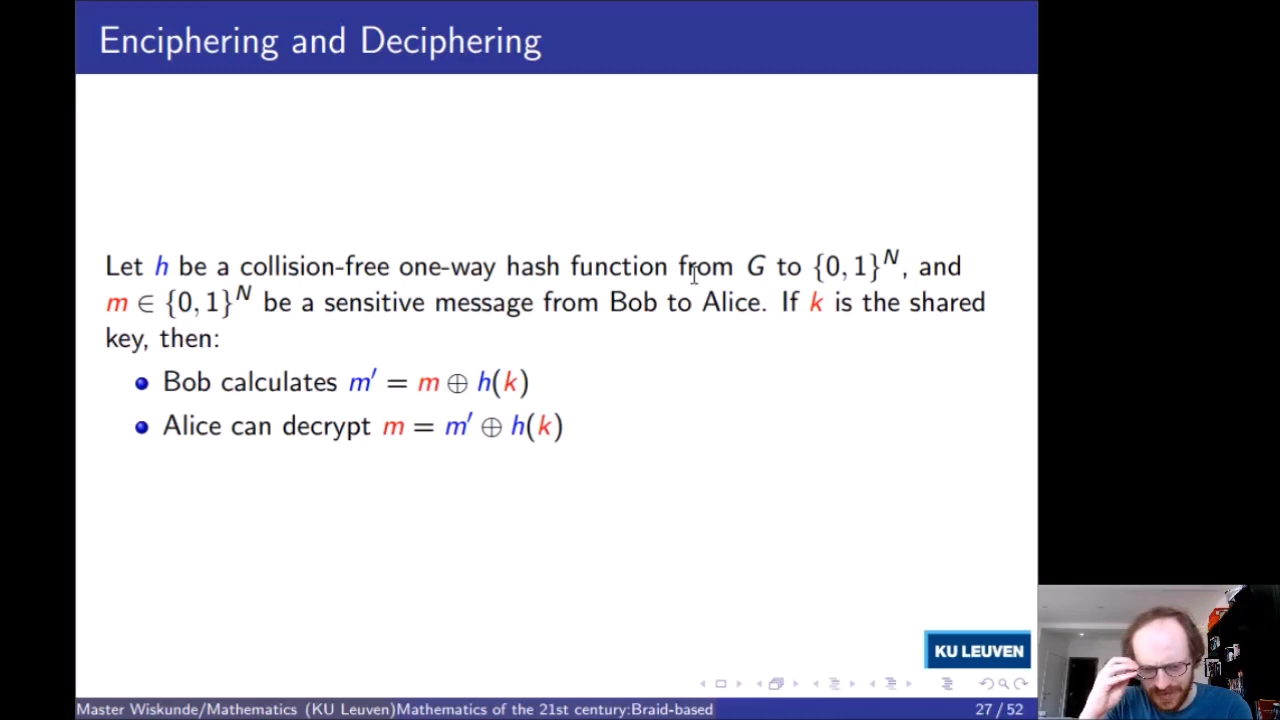 Enciphering and Deciphering
Let h be a collision-free one-way hash function from G to {0, 1}^N, and
m ∈ {0, 1}^N be a sensitive message from Bob to Alice. If k is the shared
key, then:
Bob calculates m′ = m ⊕ h(k)
Alice can decrypt m = m′ ⊕ h(k)
KU LEUVEN
Master Wiskunde/Mathematics (KU Leuven)Mathematics of the 21st century:Braid-based
27 / 52